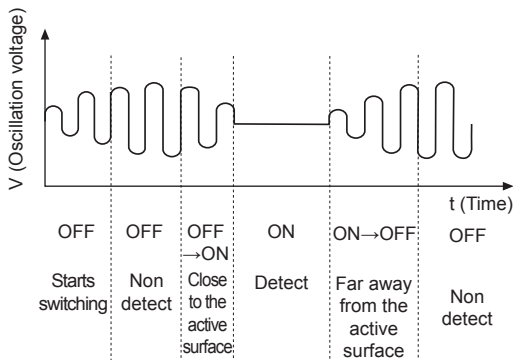 V (Oscillation voltage)
t (Time)
OFF
OFF
OFF
→ON
ON
ON→OFF
OFF
Starts
switching
Non
detect
Close
to the
active
surface
Detect
Far away
from the
active
surface
Non
detect